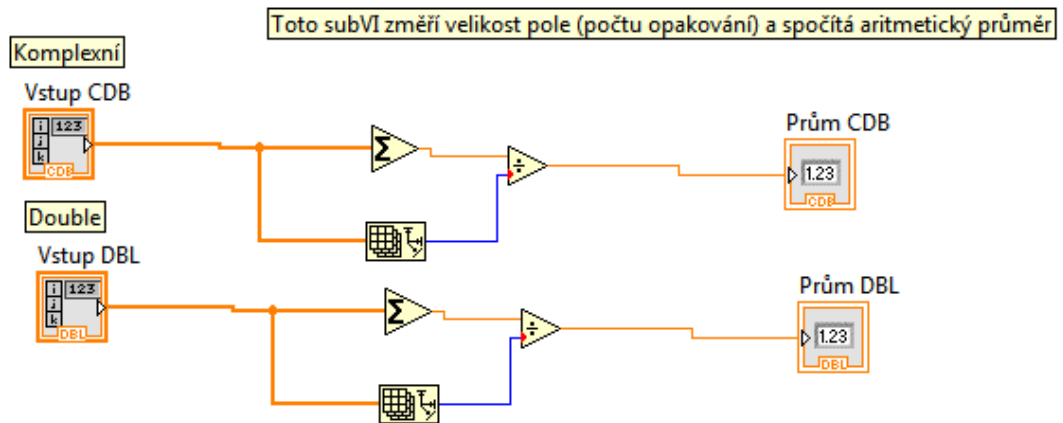 Toto subVI změří velikost pole (počtu opakování) a spočítá aritmetický průměr
Komplexní
Vstup CDB
i
j
k
123
CDB
Σ
÷
Prům CDB
1.23
CDB
Double
Vstup DBL
i
j
k
123
DBL
Σ
÷
Prům DBL
1.23
DBL